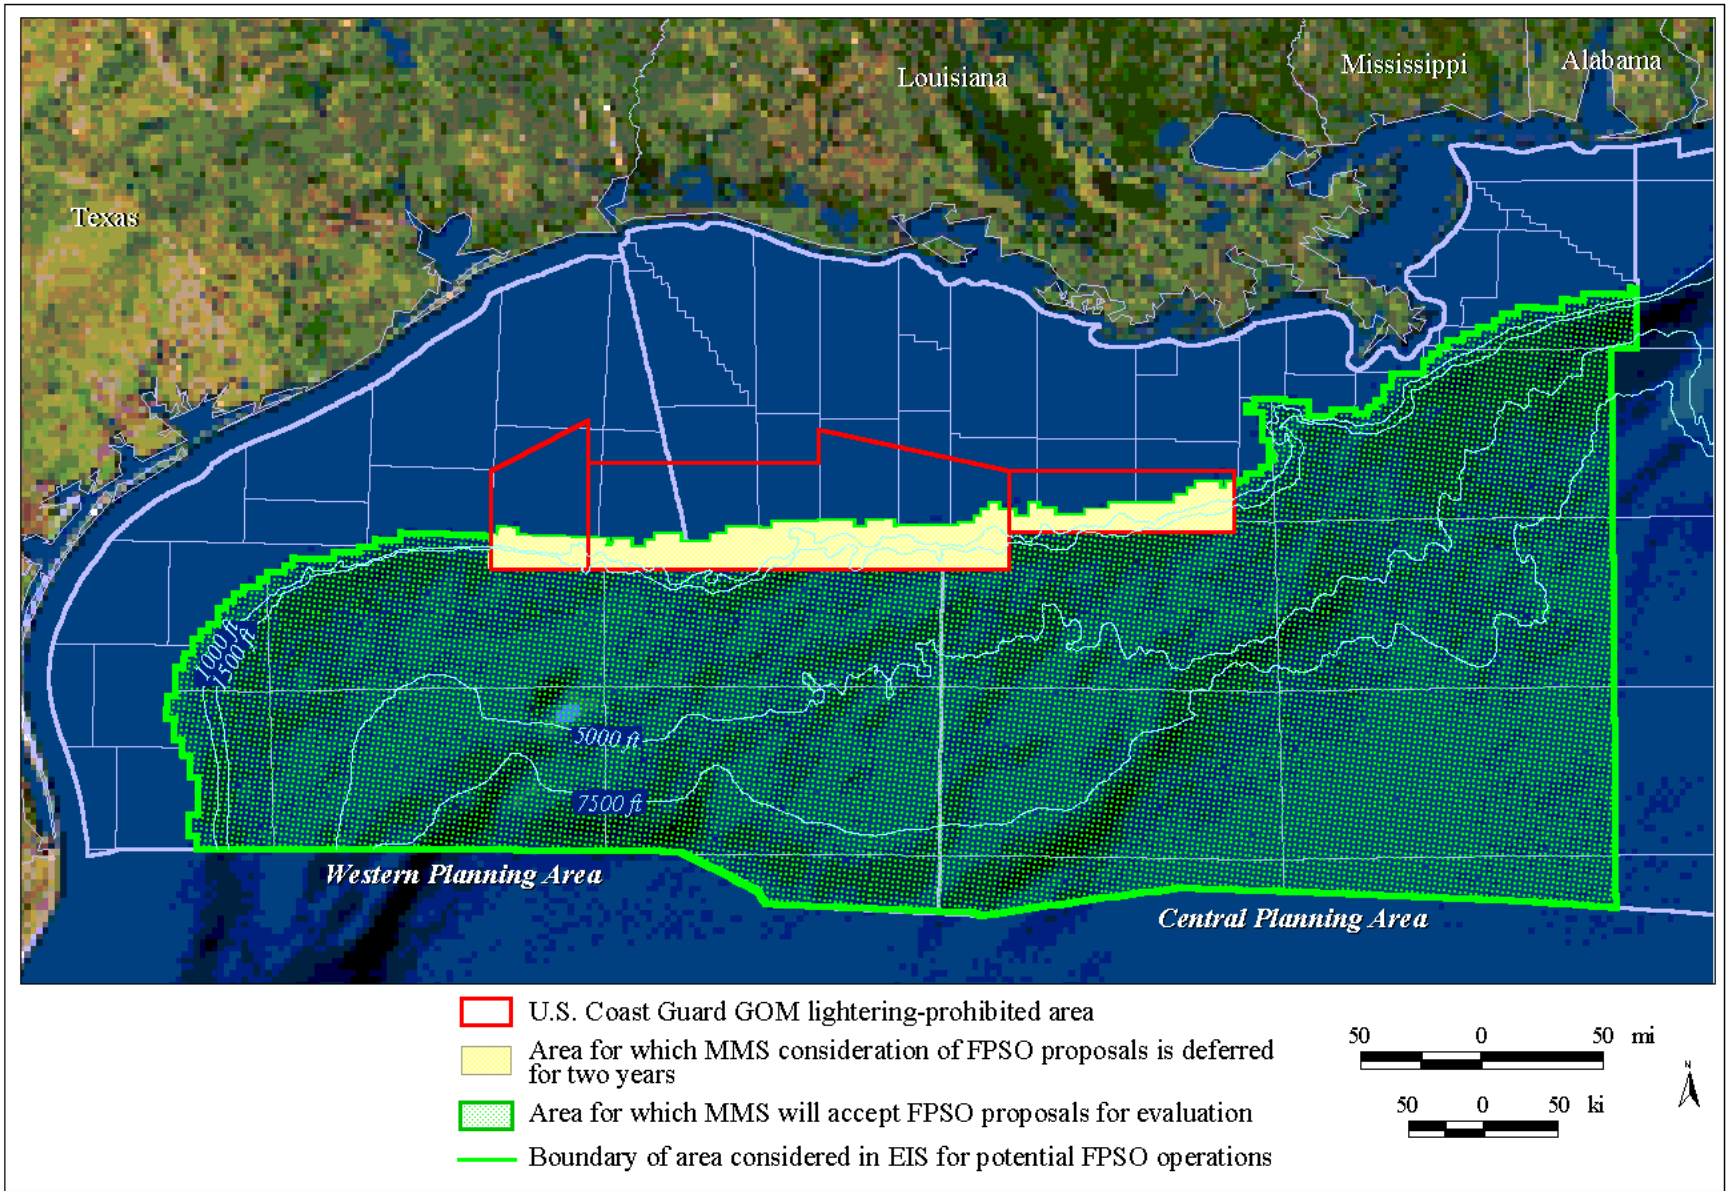 Louisiana
Mississippi
Alabama
Texas
1000 ft
1500 ft
5000 ft
7500 ft
Western Planning Area
Central Planning Area
U.S. Coast Guard GOM lightering-prohibited area
Area for which MMS consideration of FPSO proposals is deferred
for two years
Area for which MMS will accept FPSO proposals for evaluation
Boundary of area considered in EIS for potential FPSO operations
50 0 50 mi
50 0 50 ki
N